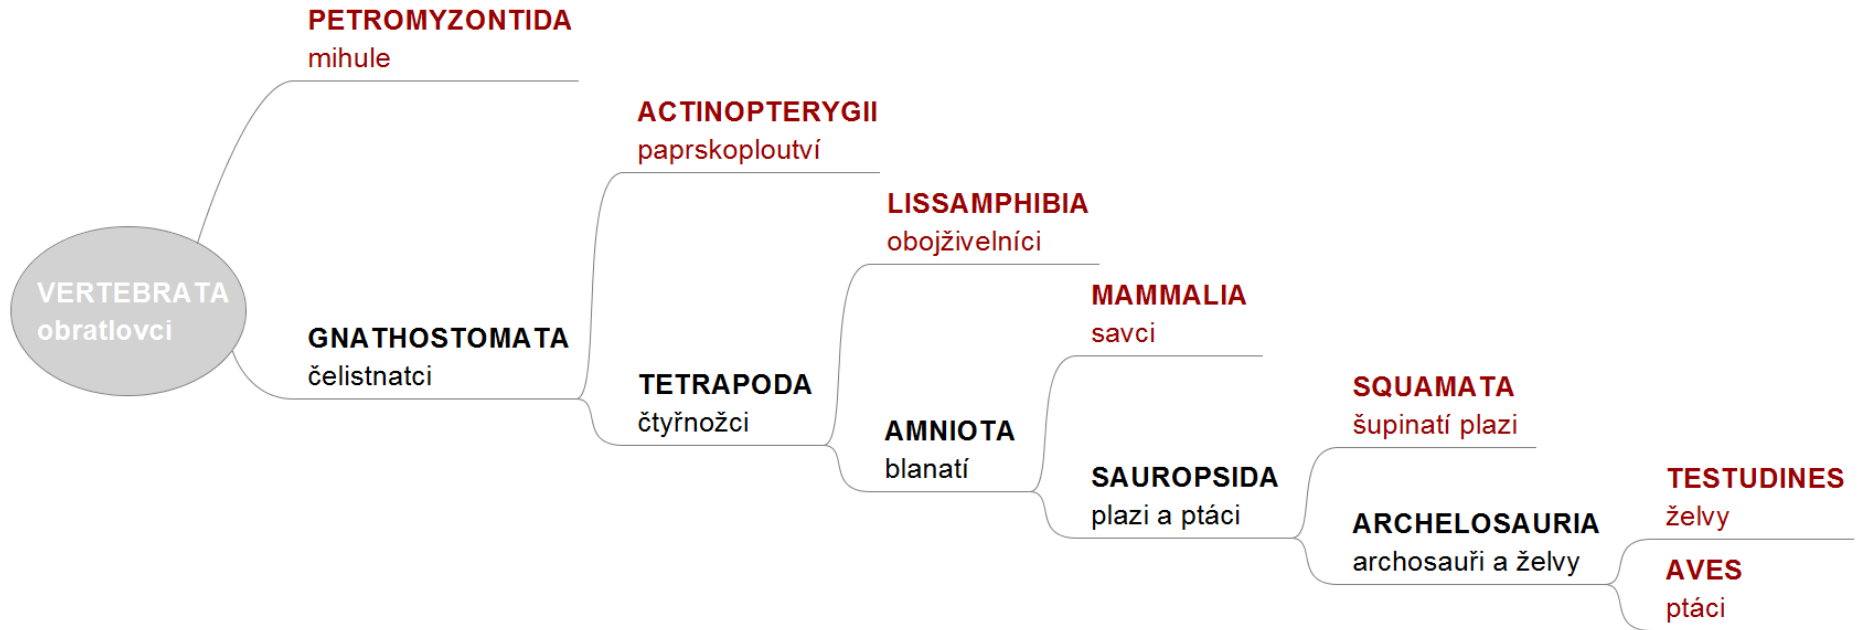 PETROMYZONTIDA
mihule
ACTINOPTERYGII
paprskoploutví
LISSAMPHIBIA
obojživelníci
VERTEBRATA
obratlovci
MAMMALIA
savci
GNATHOSTOMATA
čelistnatci
TETRAPODA
čtyřnožci
SQUAMATA
šupinatí plazi
AMNIOTA
blanatí
SAUROPSIDA
plazi a ptáci
TESTUDINES
želvy
ARCHELOSAURIA
archosauři a želvy
AVES
ptáci